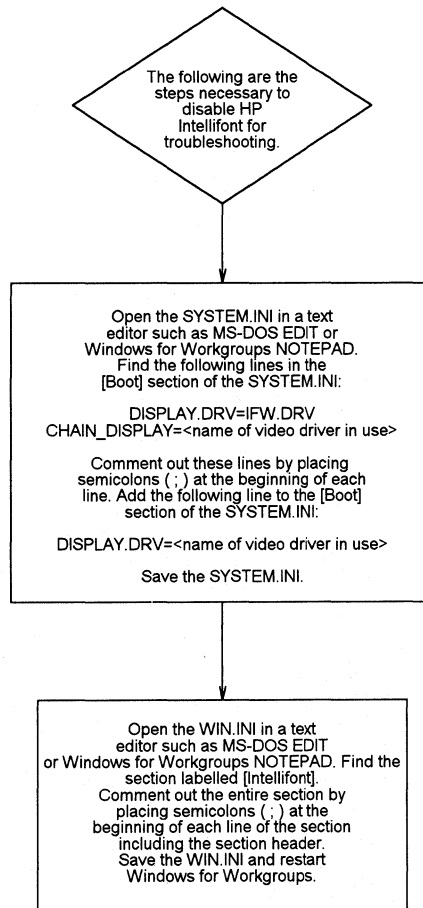 The following are the
steps necessary to
disable HP
Intellifont for
troubleshooting.
Open the SYSTEM.INI in a text
editor such as MS-DOS EDIT or
Windows for Workgroups NOTEPAD.
Find the following lines in the
[Boot] section of the SYSTEM.INI:
DISPLAY.DRV=IFW.DRV
CHAIN_DISPLAY=<name of video driver in use>
Comment out these lines by placing
semicolons ( ; ) at the beginning of each
line. Add the following line to the [Boot]
section of the SYSTEM.INI:
DISPLAY.DRV=<name of video driver in use>
Save the SYSTEM.INI.
Open the WIN.INI in a text
editor such as MS-DOS EDIT
or Windows for Workgroups NOTEPAD. Find the
section labelled [Intellifont].
Comment out the entire section by
placing semicolons ( ; ) at the
beginning of each line of the section
including the section header.
Save the WIN.INI and restart
Windows for Workgroups.